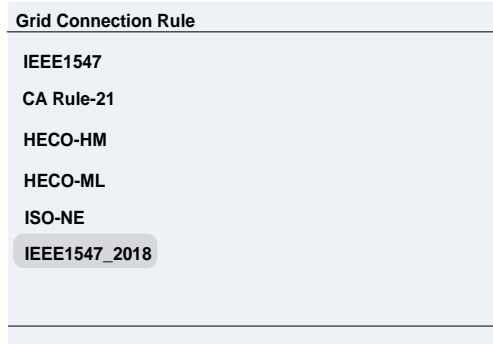 Grid Connection Rule
IEEE1547
CA Rule-21
HECO-HM
HECO-ML
ISO-NE
IEEE1547_2018